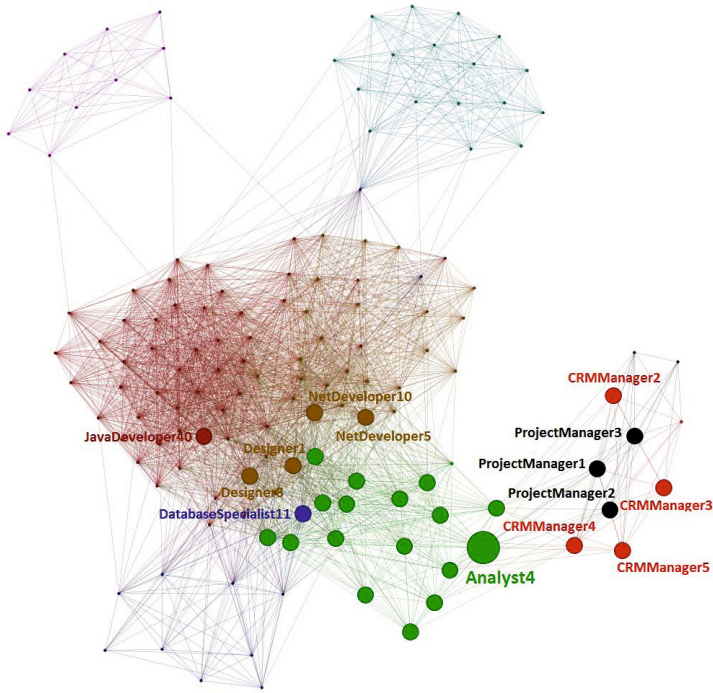 CRMManager2
NetDeveloper10
ProjectManager3
JavaDeveloper40
NetDeveloper5
Designer1
ProjectManager1
Designer8
ProjectManager2
CRMManager3
DatabaseSpecialist11
CRMManager4
CRMManager5
Analyst4